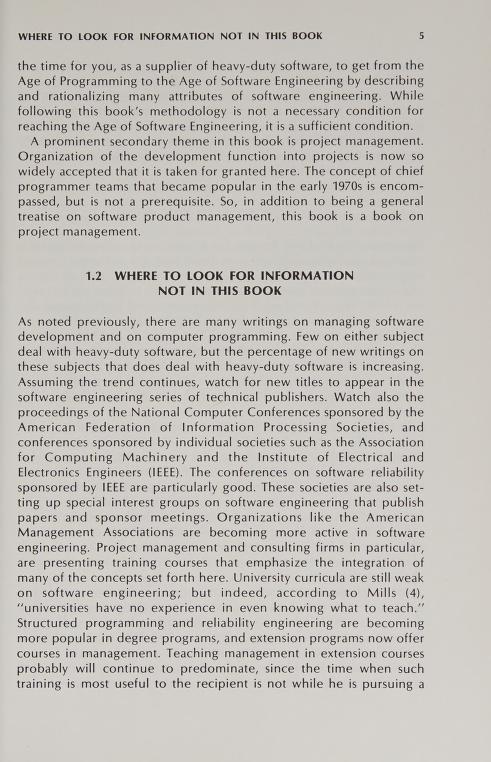 WHERE TO LOOK FOR INFORMATION NOT IN THIS BOOK 5
the time for you, as a supplier of heavy-duty software, to get from the
Age of Programming to the Age of Software Engineering by describing
and rationalizing many attributes of software engineering. While
following this book's methodology is not a necessary condition for
reaching the Age of Software Engineering, it is a sufficient condition.
A prominent secondary theme in this book is project management.
Organization of the development function into projects is now so
widely accepted that it is taken for granted here. The concept of chief
programmer teams that became popular in the early 1970s is encom-
passed, but is not a prerequisite. So, in addition to being a general
treatise on software product management, this book is a book on
project management.
1.2 WHERE TO LOOK FOR INFORMATION
NOT IN THIS BOOK
As noted previously, there are many writings on managing software
development and on computer programming. Few on either subject
deal with heavy-duty software, but the percentage of new writings on
these subjects that does deal with heavy-duty software is increasing.
Assuming the trend continues, watch for new titles to appear in the
software engineering series of technical publishers. Watch also the
proceedings of the National Computer Conferences sponsored by the
American Federation of Information Processing Societies, and
conferences sponsored by individual societies such as the Association
for Computing Machinery and the Institute of Electrical and
Electronics Engineers (IEEE). The conferences on software reliability
sponsored by IEEE are particularly good. These societies are also set-
ting up special interest groups on software engineering that publish
papers and sponsor meetings. Organizations like the American
Management Associations are becoming more active in software
engineering. Project management and consulting firms in particular,
are presenting training courses that emphasize the integration of
many of the concepts set forth here. University curricula are still weak
on software engineering; but indeed, according to Mills (4),
"universities have no experience in even knowing what to teach."
Structured programming and reliability engineering are becoming
more popular in degree programs, and extension programs now offer
courses in management. Teaching management in extension courses
probably will continue to predominate, since the time when such
training is most useful to the recipient is not while he is pursuing a